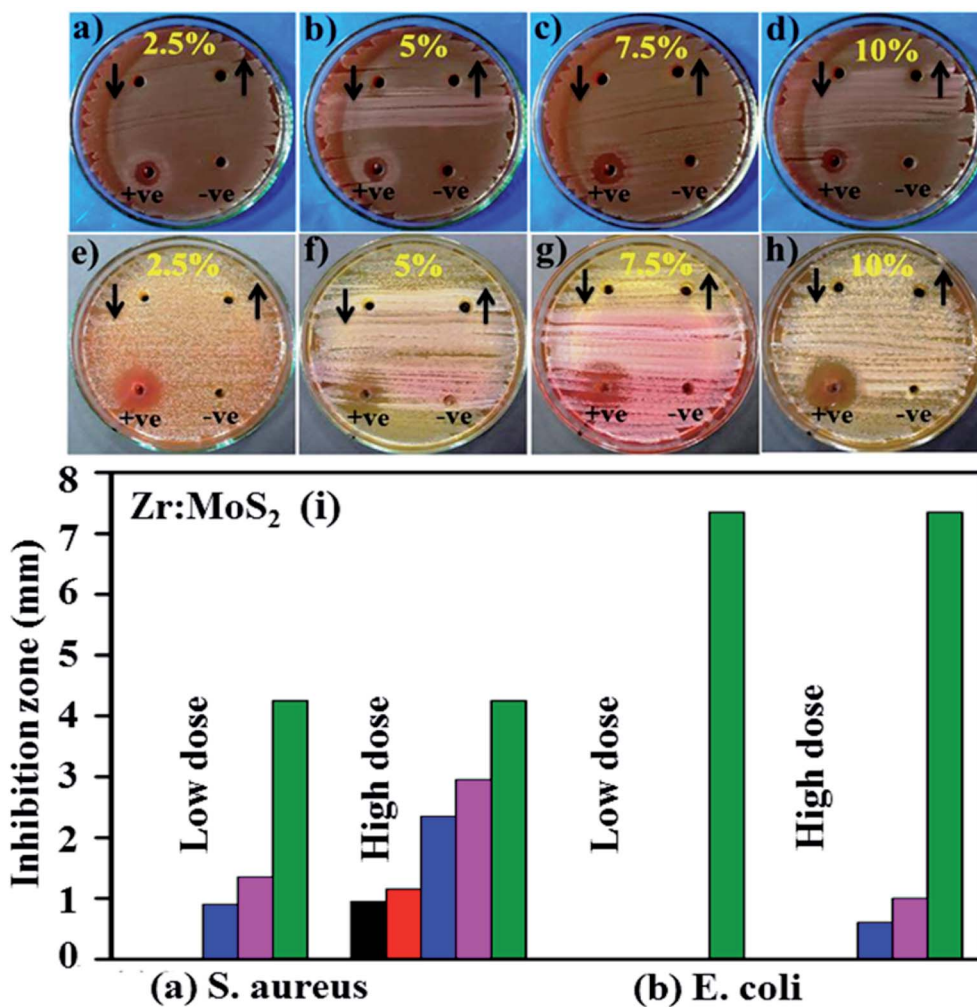 a) 2.5%
b) 5%
c) 7.5%
d) 10%
+ve -ve
+ve -ve
+ve -ve
+ve -ve
e) 2.5%
f) 5%
g) 7.5%
h) 10%
+ve -ve
+ve -ve
+ve -ve
+ve -ve
Zr:MoS₂ (i)
Inhibition zone (mm)
8
7
6
5
4
3
2
1
0
Low dose
High dose
Low dose
High dose
(a) S. aureus
(b) E. coli